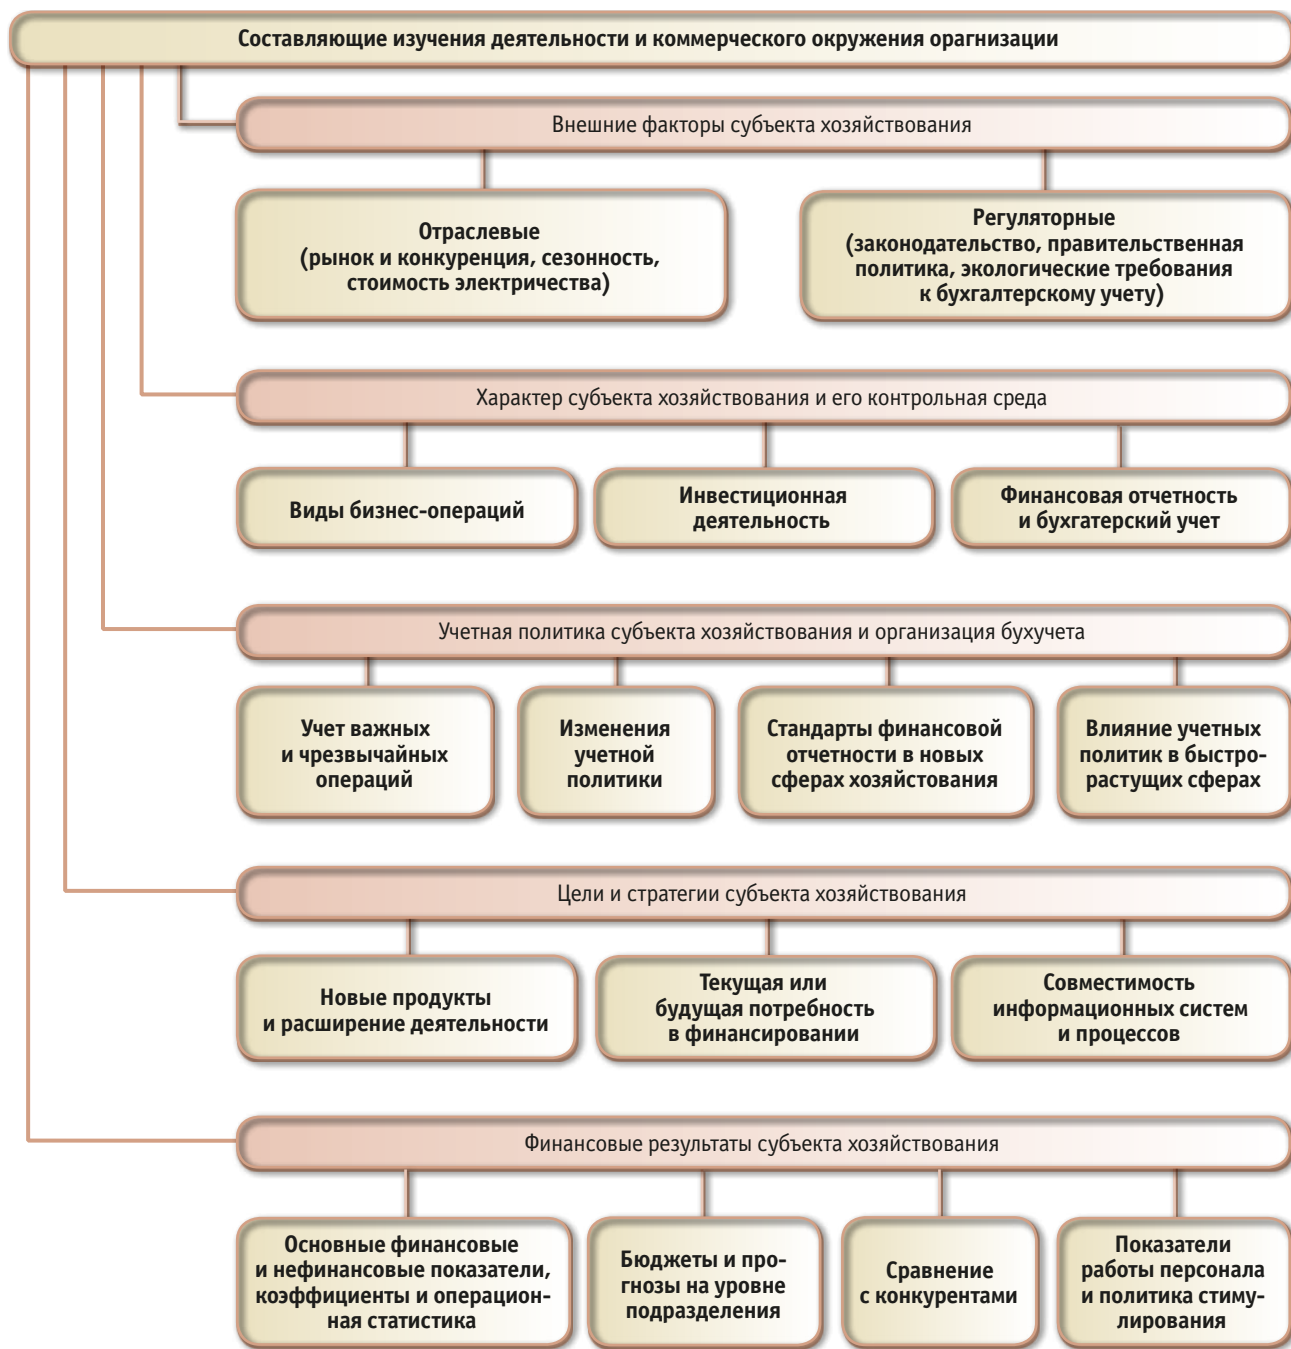 Составляющие изучения деятельности и коммерческого окружения орагнизации
Внешние факторы субъекта хозяйствования
Отраслевые
(рынок и конкуренция, сезонность,
стоимость электричества)
Регуляторные
(законодательство, правительственная
политика, экологические требования
к бухгалтерскому учету)
Характер субъекта хозяйствования и его контрольная среда
Виды бизнес-операций
Инвестиционная
деятельность
Финансовая отчетность
и бухгатерский учет
Учетная политика субъекта хозяйствования и организация бухучета
Учет важных
и чрезвычайных
операций
Изменения
учетной
политики
Стандарты финансовой
отчетности в новых
сферах хозяйстования
Влияние учетных
политик в быстро-
растущих сферах
Цели и стратегии субъекта хозяйствования
Новые продукты
и расширение деятельности
Текущая или
будущая потребность
в финансировании
Совместимость
информационных систем
и процессов
Финансовые результаты субъекта хозяйствования
Основные финансовые
и нефинансовые показатели,
коэффициенты и операцион-
ная статистика
Бюджеты и про-
гнозы на уровне
подразделения
Сравнение
с конкурентами
Показатели
работы персонала
и политика стиму-
лирования